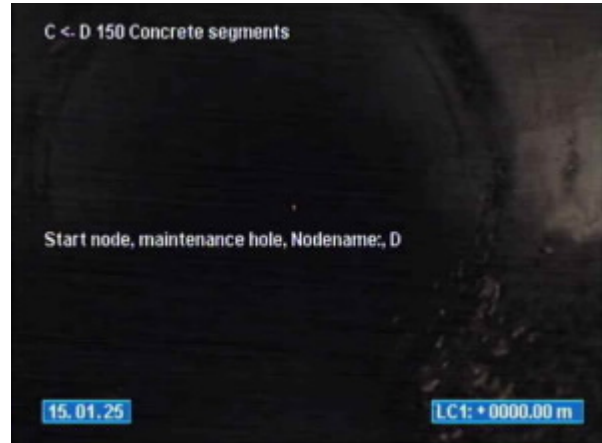 C <- D 150 Concrete segments
Start node, maintenance hole, Nodename:, D
15.01.25
LC1: +0000.00 m